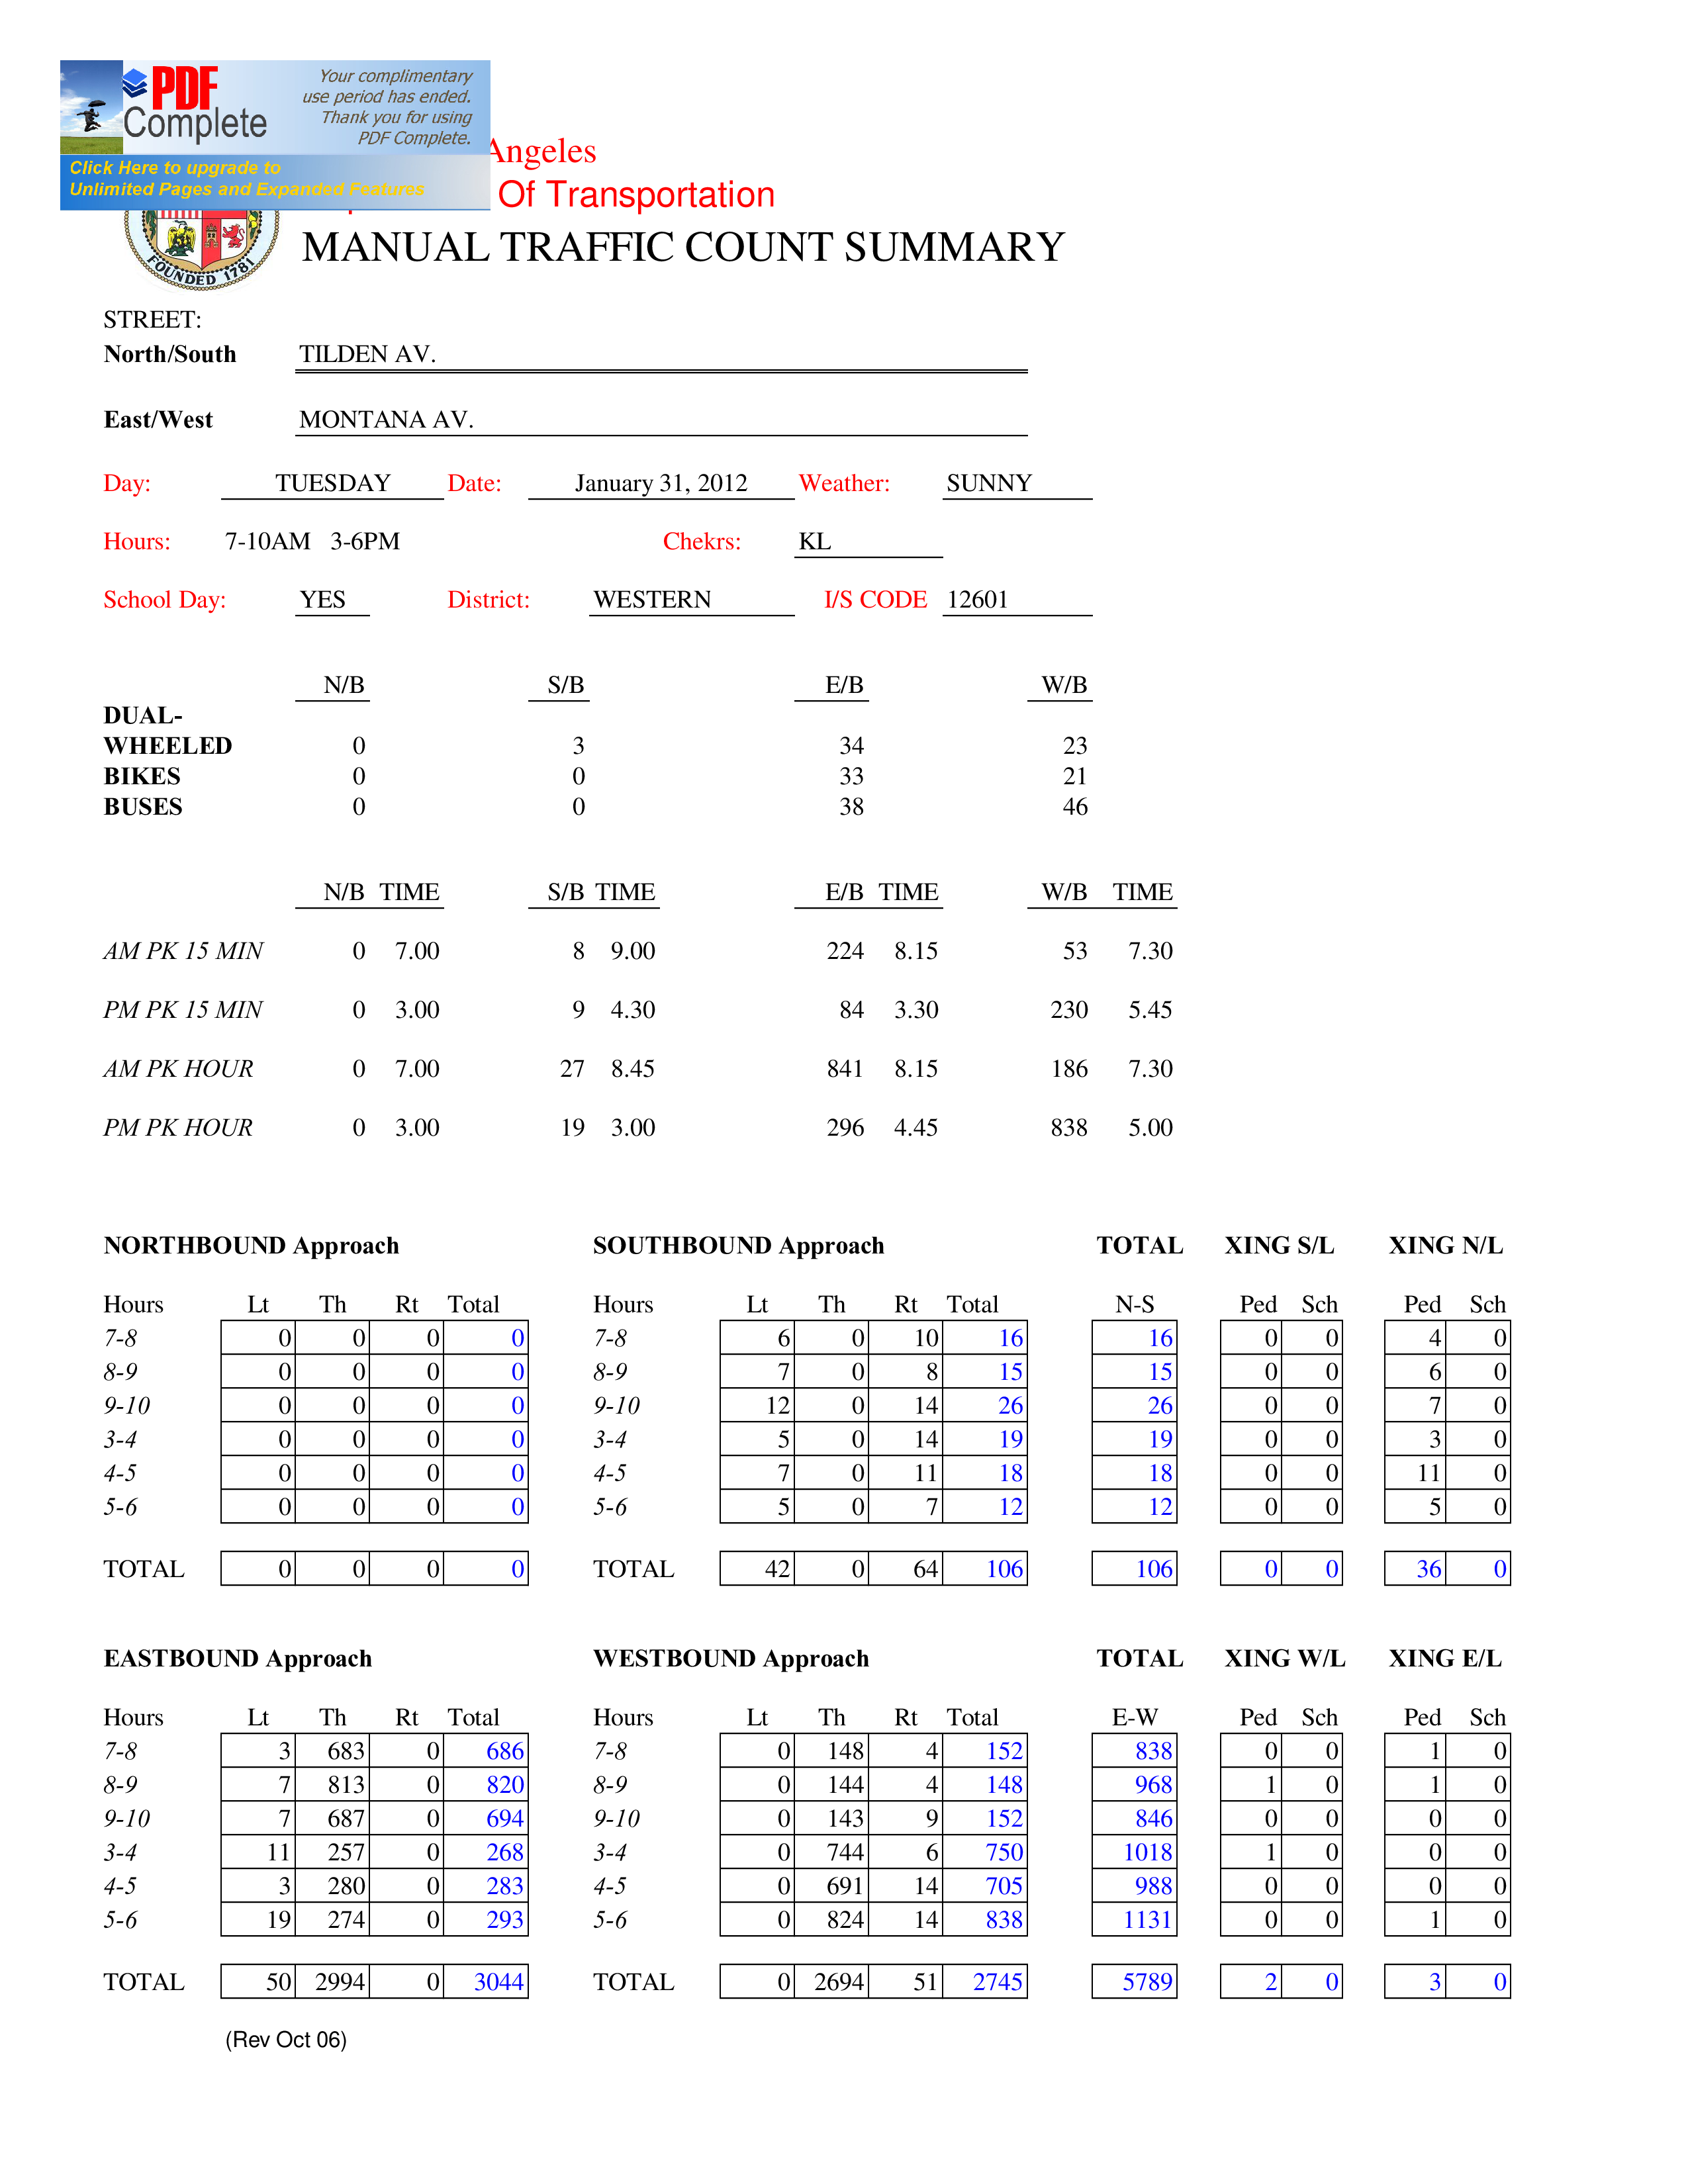 PDF Complete
Your complimentary
use period has ended.
Thank you for using
PDF Complete.
Click Here to upgrade to
Unlimited Pages and Expanded Features
Angeles
Of Transportation
FOUNDED 1781
MANUAL TRAFFIC COUNT SUMMARY
STREET:
North/South TILDEN AV.
East/West MONTANA AV.
Day: TUESDAY Date: January 31, 2012 Weather: SUNNY
Hours: 7-10AM 3-6PM Chekrs: KL
School Day: YES District: WESTERN I/S CODE 12601
N/B S/B E/B W/B
DUAL-
WHEELED 0 3 34 23
BIKES 0 0 33 21
BUSES 0 0 38 46
N/B TIME S/B TIME E/B TIME W/B TIME
AM PK 15 MIN 0 7.00 8 9.00 224 8.15 53 7.30
PM PK 15 MIN 0 3.00 9 4.30 84 3.30 230 5.45
AM PK HOUR 0 7.00 27 8.45 841 8.15 186 7.30
PM PK HOUR 0 3.00 19 3.00 296 4.45 838 5.00
NORTHBOUND Approach SOUTHBOUND Approach TOTAL XING S/L XING N/L
Hours Lt Th Rt Total Hours Lt Th Rt Total N-S Ped Sch Ped Sch
7-8 0 0 0 0 7-8 6 0 10 16 16 0 0 4 0
8-9 0 0 0 0 8-9 7 0 8 15 15 0 0 6 0
9-10 0 0 0 0 9-10 12 0 14 26 26 0 0 7 0
3-4 0 0 0 0 3-4 5 0 14 19 19 0 0 3 0
4-5 0 0 0 0 4-5 7 0 11 18 18 0 0 11 0
5-6 0 0 0 0 5-6 5 0 7 12 12 0 0 5 0
TOTAL 0 0 0 0 TOTAL 42 0 64 106 106 0 0 36 0
EASTBOUND Approach WESTBOUND Approach TOTAL XING W/L XING E/L
Hours Lt Th Rt Total Hours Lt Th Rt Total E-W Ped Sch Ped Sch
7-8 3 683 0 686 7-8 0 148 4 152 838 0 0 1 0
8-9 7 813 0 820 8-9 0 144 4 148 968 1 0 1 0
9-10 7 687 0 694 9-10 0 143 9 152 846 0 0 0 0
3-4 11 257 0 268 3-4 0 744 6 750 1018 1 0 0 0
4-5 3 280 0 283 4-5 0 691 14 705 988 0 0 0 0
5-6 19 274 0 293 5-6 0 824 14 838 1131 0 0 1 0
TOTAL 50 2994 0 3044 TOTAL 0 2694 51 2745 5789 2 0 3 0
(Rev Oct 06)